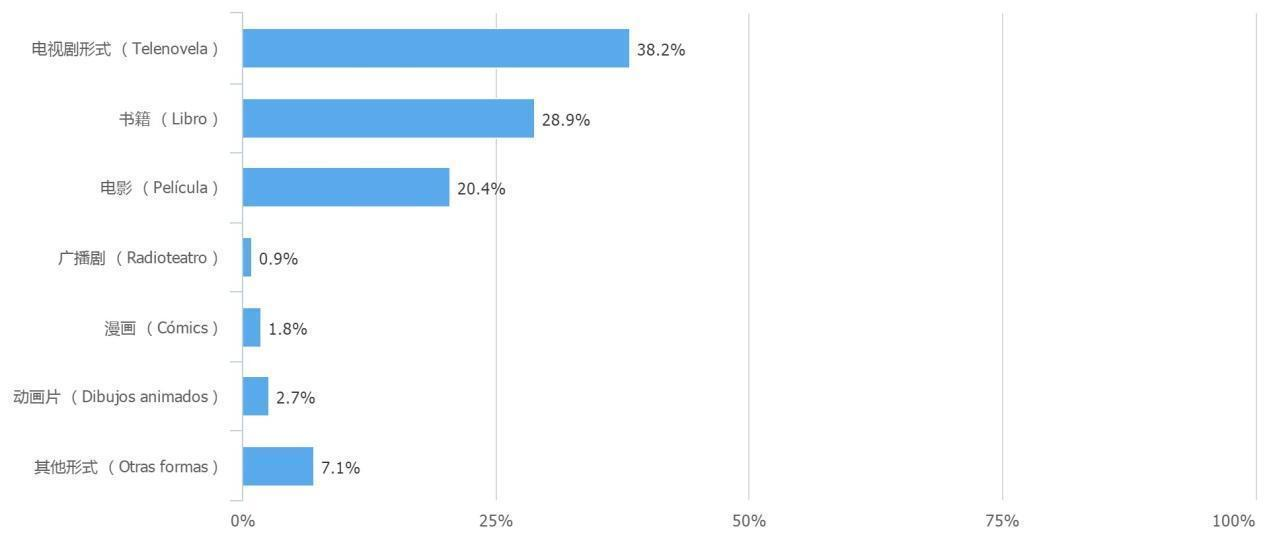 电视剧形式 （ Telenovela ） 38.2%
书籍 （ Libro ） 28.9%
电影 （ Película ） 20.4%
广播剧 （ Radioteatro ） 0.9%
漫画 （ Cómics ） 1.8%
动画片 （ Dibujos animados ） 2.7%
其他形式 （ Otras formas ） 7.1%
0% 25% 50% 75% 100%